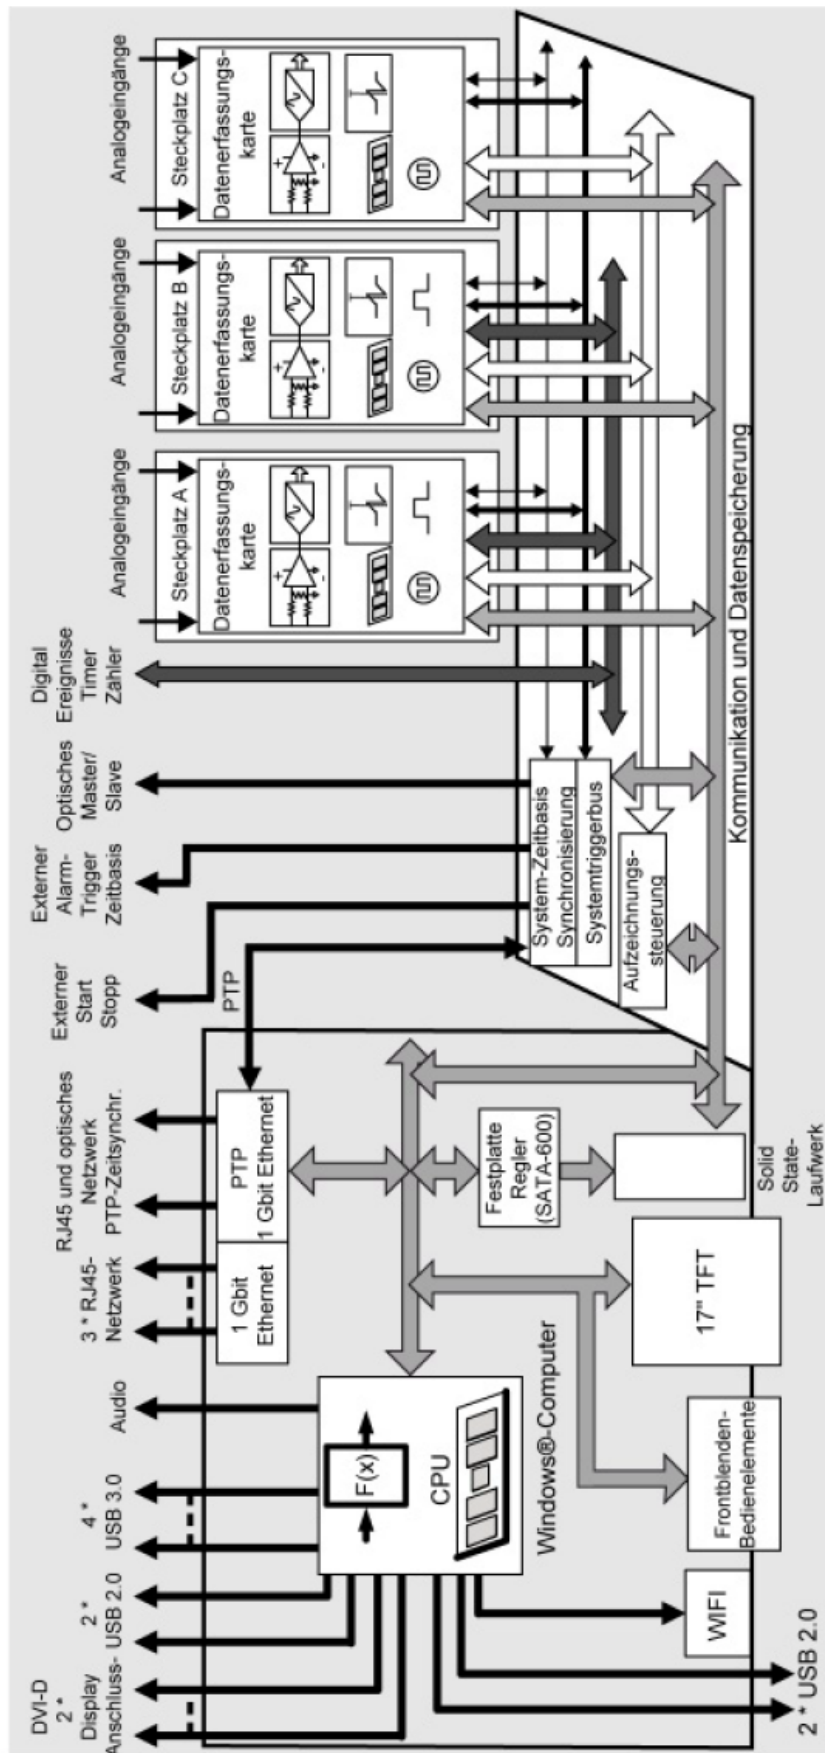 DVI-D
2 *
Display
Anschluss-
2 *
USB 2.0
4 *
USB 3.0
Audio
3 * RJ45-
Netzwerk
RJ45 und optisches
Netzwerk
PTP-Zeitsynchr.
Externer
Start
Stopp
Externer
Alarm-
Trigger
Zeitbasis
Optisches
Master/
Slave
Digital
Ereignisse
Timer
Zähler
Analogeingänge
Analogeingänge
Analogeingänge
Steckplatz A
Datenerfassungs-
karte
+
-
Steckplatz B
Datenerfassungs-
karte
+
-
Steckplatz C
Datenerfassungs-
karte
+
-
1 Gbit
Ethernet
PTP
1 Gbit Ethernet
PTP
F(x)
CPU
Windows®-Computer
Festplatte
Regler
(SATA-600)
System-Zeitbasis
Synchronisierung
Systemtriggerbus
Aufzeichnungs-
steuerung
Kommunikation und Datenspeicherung
WIFI
Frontblenden-
Bedienelemente
17" TFT
Solid
State-
Laufwerk
2 * USB 2.0